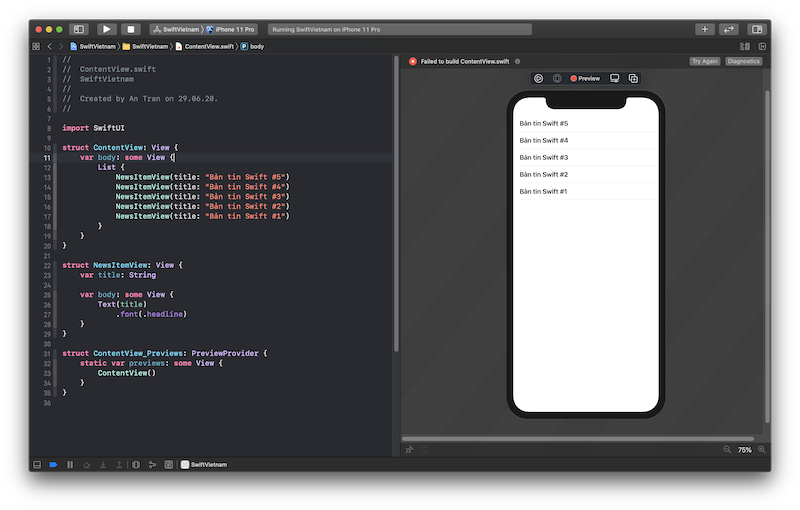 SwiftVietnam
iPhone 11 Pro
Running SwiftVietnam on iPhone 11 Pro
SwiftVietnam
SwiftVietnam
ContentView.swift
body
1 //
2 //  ContentView.swift
3 //  SwiftVietnam
4 //
5 //  Created by An Tran on 29.06.20.
6 //
7
8 import SwiftUI
9
10 struct ContentView: View {
11     var body: some View {
12         List {
13             NewsItemView(title: "Bản tin Swift #5")
14             NewsItemView(title: "Bản tin Swift #4")
15             NewsItemView(title: "Bản tin Swift #3")
16             NewsItemView(title: "Bản tin Swift #2")
17             NewsItemView(title: "Bản tin Swift #1")
18         }
19     }
20 }
21
22 struct NewsItemView: View {
23     var title: String
24
25     var body: some View {
26         Text(title)
27             .font(.headline)
28     }
29 }
30
31 struct ContentView_Previews: PreviewProvider {
32     static var previews: some View {
33         ContentView()
34     }
35 }
36
Failed to build ContentView.swift
Try Again
Diagnostics
Preview
Bản tin Swift #5
Bản tin Swift #4
Bản tin Swift #3
Bản tin Swift #2
Bản tin Swift #1
75%
SwiftVietnam